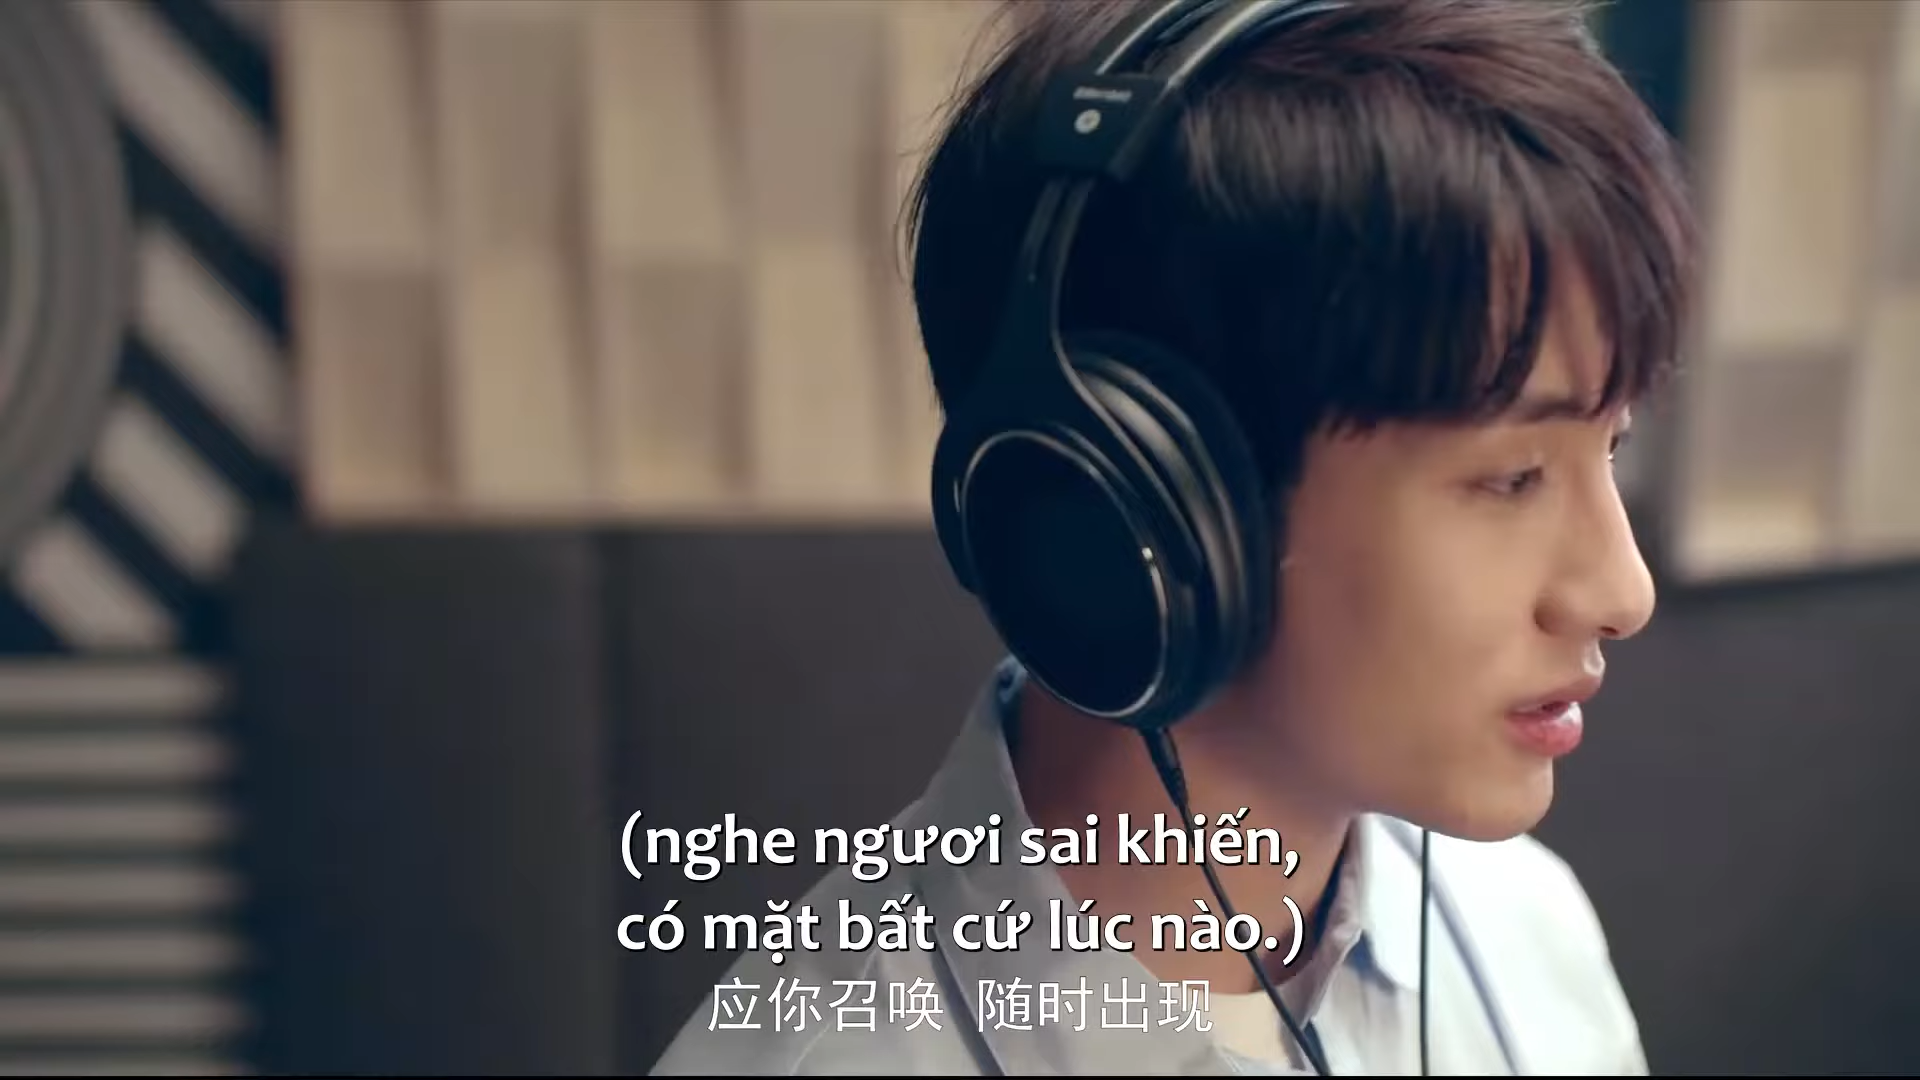 (nghe ngươi sai khiến,
có mặt bất cứ lúc nào.)
应你召唤 随时出现